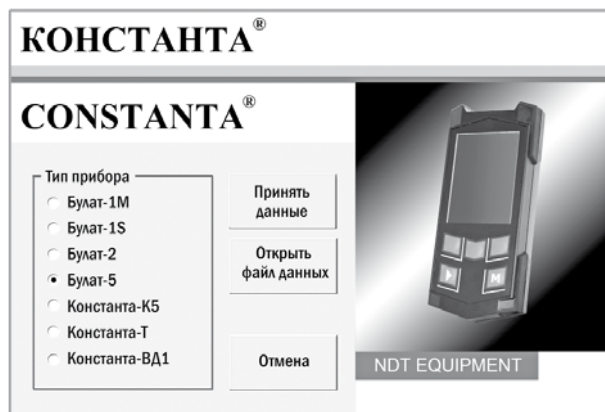 КОНСТАНТА®
CONSTANTA®
Тип прибора
Булат-1М
Булат-1S
Булат-2
Булат-5
Константа-К5
Константа-Т
Константа-ВД1
Принять
данные
Открыть
файл данных
Отмена
M
NDT EQUIPMENT